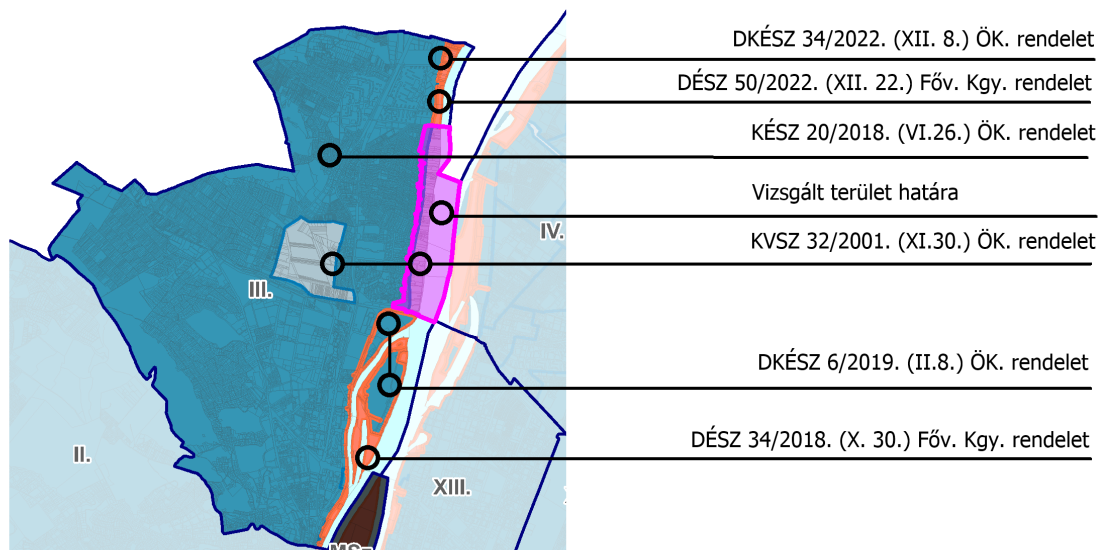 DKÉSZ 34/2022. (XII. 8.) ÖK. rendelet
DÉSZ 50/2022. (XII. 22.) Főv. Kgy. rendelet
KÉSZ 20/2018. (VI.26.) ÖK. rendelet
Vizsgált terület határa
IV.
KVSZ 32/2001. (XI.30.) ÖK. rendelet
III.
DKÉSZ 6/2019. (II.8.) ÖK. rendelet
DÉSZ 34/2018. (X. 30.) Főv. Kgy. rendelet
II.
XIII.